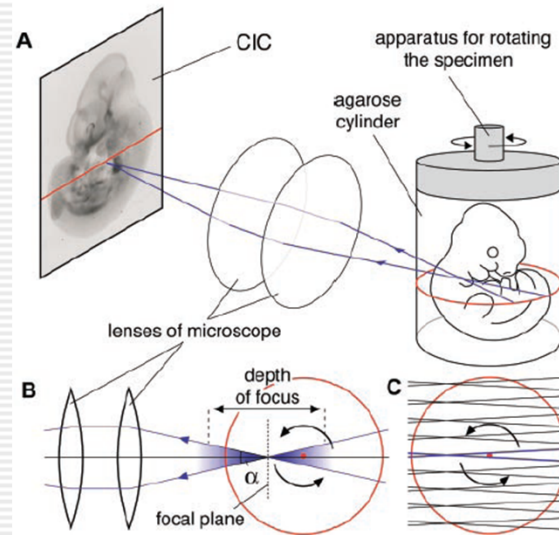 A
CIC
apparatus for rotating
the specimen
agarose
cylinder
lenses of microscope
B
depth
of focus
α
focal plane
C